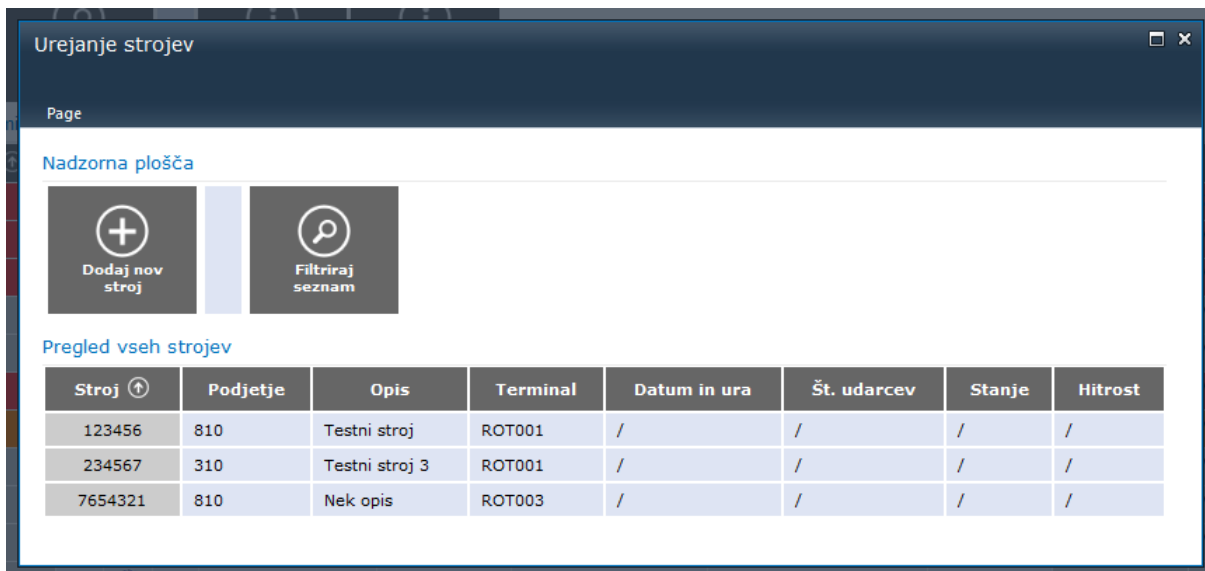 Urejanje strojev
Page
Nadzorna plošča
Dodaj nov
stroj
Filtriraj
seznam
Pregled vseh strojev
Stroj Podjetje Opis Terminal Datum in ura Št. udarcev Stanje Hitrost
123456 810 Testni stroj ROT001 / / / /
234567 310 Testni stroj 3 ROT001 / / / /
7654321 810 Nek opis ROT003 / / / /